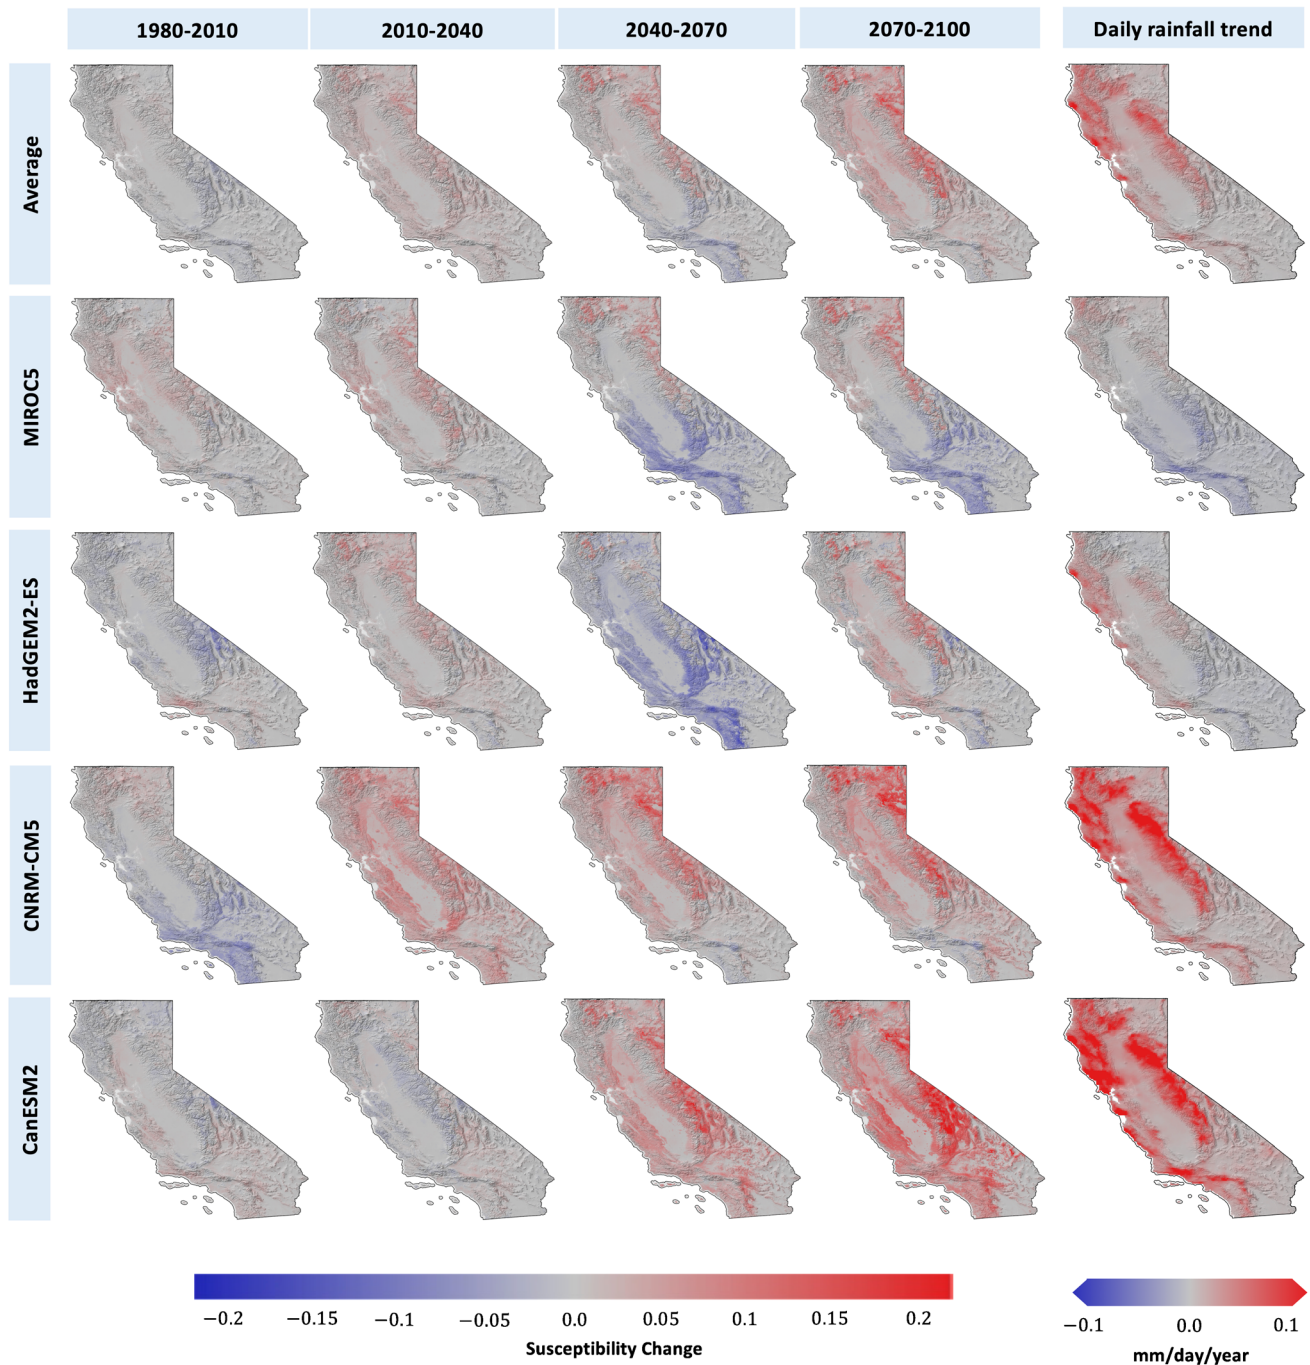 1980-2010
2010-2040
2040-2070
2070-2100
Daily rainfall trend
Average
MIROC5
HadGEM2-ES
CNRM-CM5
CanESM2
−0.2
−0.15
−0.1
−0.05
0.0
0.05
0.1
0.15
0.2
Susceptibility Change
−0.1
0.0
0.1
mm/day/year